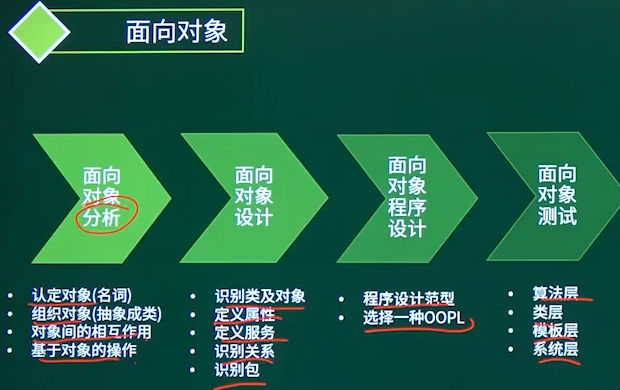 面向对象
面向
对象
分析
面向
对象
设计
面向
对象
程序
设计
面向
对象
测试
• 认定对象(名词)
• 组织对象(抽象成类)
• 对象间的相互作用
• 基于对象的操作
• 识别类及对象
• 定义属性
• 定义服务
• 识别关系
• 识别包
• 程序设计范型
• 选择一种OOPL
• 算法层
• 类层
• 模板层
• 系统层